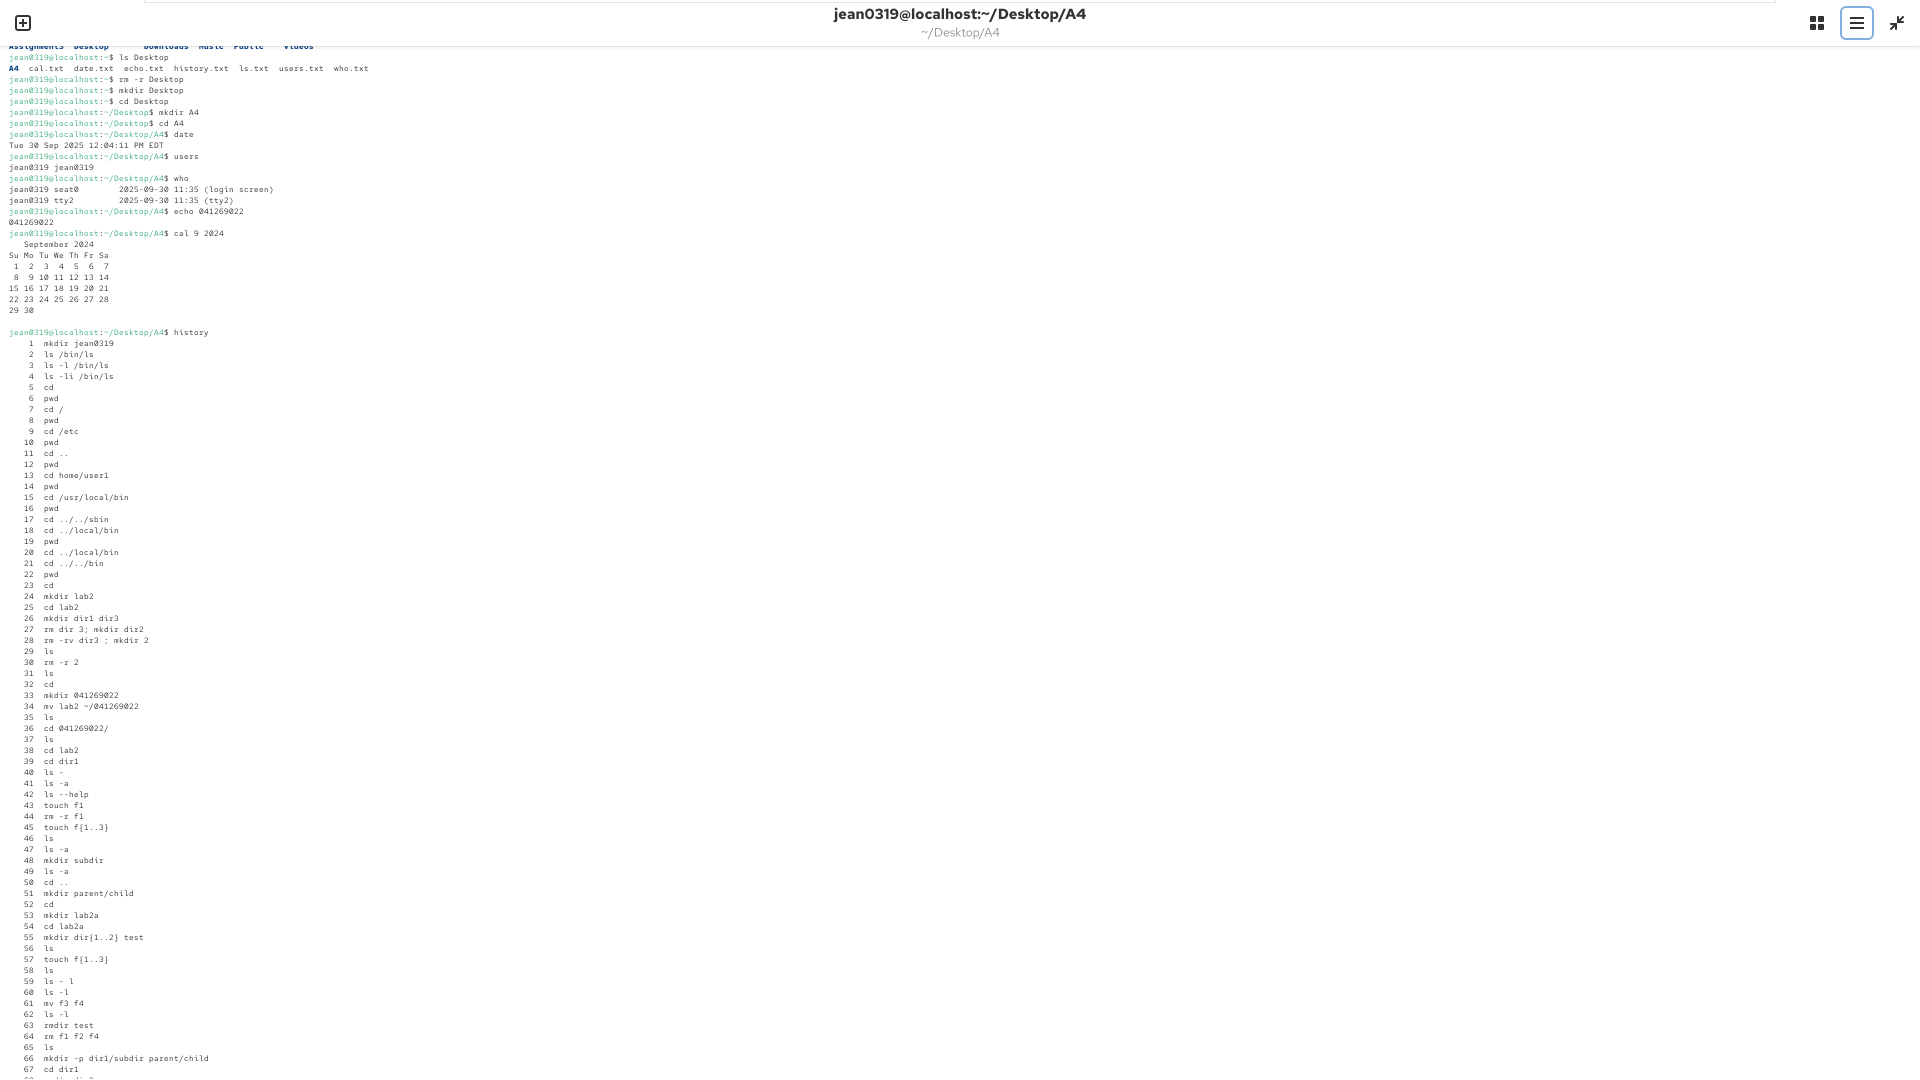 jean0319@localhost:~/Desktop/A4
~/Desktop/A4
Assignment3 Desktop Downloads Music Public Videos
jean0319@localhost:~$ ls Desktop
A4 cal.txt date.txt echo.txt history.txt ls.txt users.txt who.txt
jean0319@localhost:~$ rm -r Desktop
jean0319@localhost:~$ mkdir Desktop
jean0319@localhost:~$ cd Desktop
jean0319@localhost:~/Desktop$ mkdir A4
jean0319@localhost:~/Desktop$ cd A4
jean0319@localhost:~/Desktop/A4$ date
Tue 30 Sep 2025 12:04:11 PM EDT
jean0319@localhost:~/Desktop/A4$ users
jean0319 jean0319
jean0319@localhost:~/Desktop/A4$ who
jean0319 seat0 2025-09-30 11:35 (login screen)
jean0319 tty2 2025-09-30 11:35 (tty2)
jean0319@localhost:~/Desktop/A4$ echo 041269022
041269022
jean0319@localhost:~/Desktop/A4$ cal 9 2024
September 2024
Su Mo Tu We Th Fr Sa
1 2 3 4 5 6 7
8 9 10 11 12 13 14
15 16 17 18 19 20 21
22 23 24 25 26 27 28
29 30
jean0319@localhost:~/Desktop/A4$ history
1 mkdir jean0319
2 ls /bin/ls
3 ls -l /bin/ls
4 ls -li /bin/ls
5 cd
6 pwd
7 cd /
8 pwd
9 cd /etc
10 pwd
11 cd ..
12 pwd
13 cd home/user1
14 pwd
15 cd /usr/local/bin
16 pwd
17 cd ../../sbin
18 cd ../local/bin
19 pwd
20 cd ../local/bin
21 cd ../../bin
22 pwd
23 cd
24 mkdir lab2
25 cd lab2
26 mkdir dir1 dir3
27 rm dir 3; mkdir dir2
28 rm -rv dir3 ; mkdir 2
29 ls
30 rm -r 2
31 ls
32 cd
33 mkdir 041269022
34 mv lab2 ~/041269022
35 ls
36 cd 041269022/
37 ls
38 cd lab2
39 cd dir1
40 ls -
41 ls -a
42 ls --help
43 touch f1
44 rm -r f1
45 touch f{1..3}
46 ls
47 ls -a
48 mkdir subdir
49 ls -a
50 cd ..
51 mkdir parent/child
52 cd
53 mkdir lab2a
54 cd lab2a
55 mkdir dir{1..2} test
56 ls
57 touch f{1..3}
58 ls
59 ls - l
60 ls -l
61 mv f3 f4
62 ls -l
63 rmdir test
64 rm f1 f2 f4
65 ls
66 mkdir -p dir1/subdir parent/child
67 cd dir1